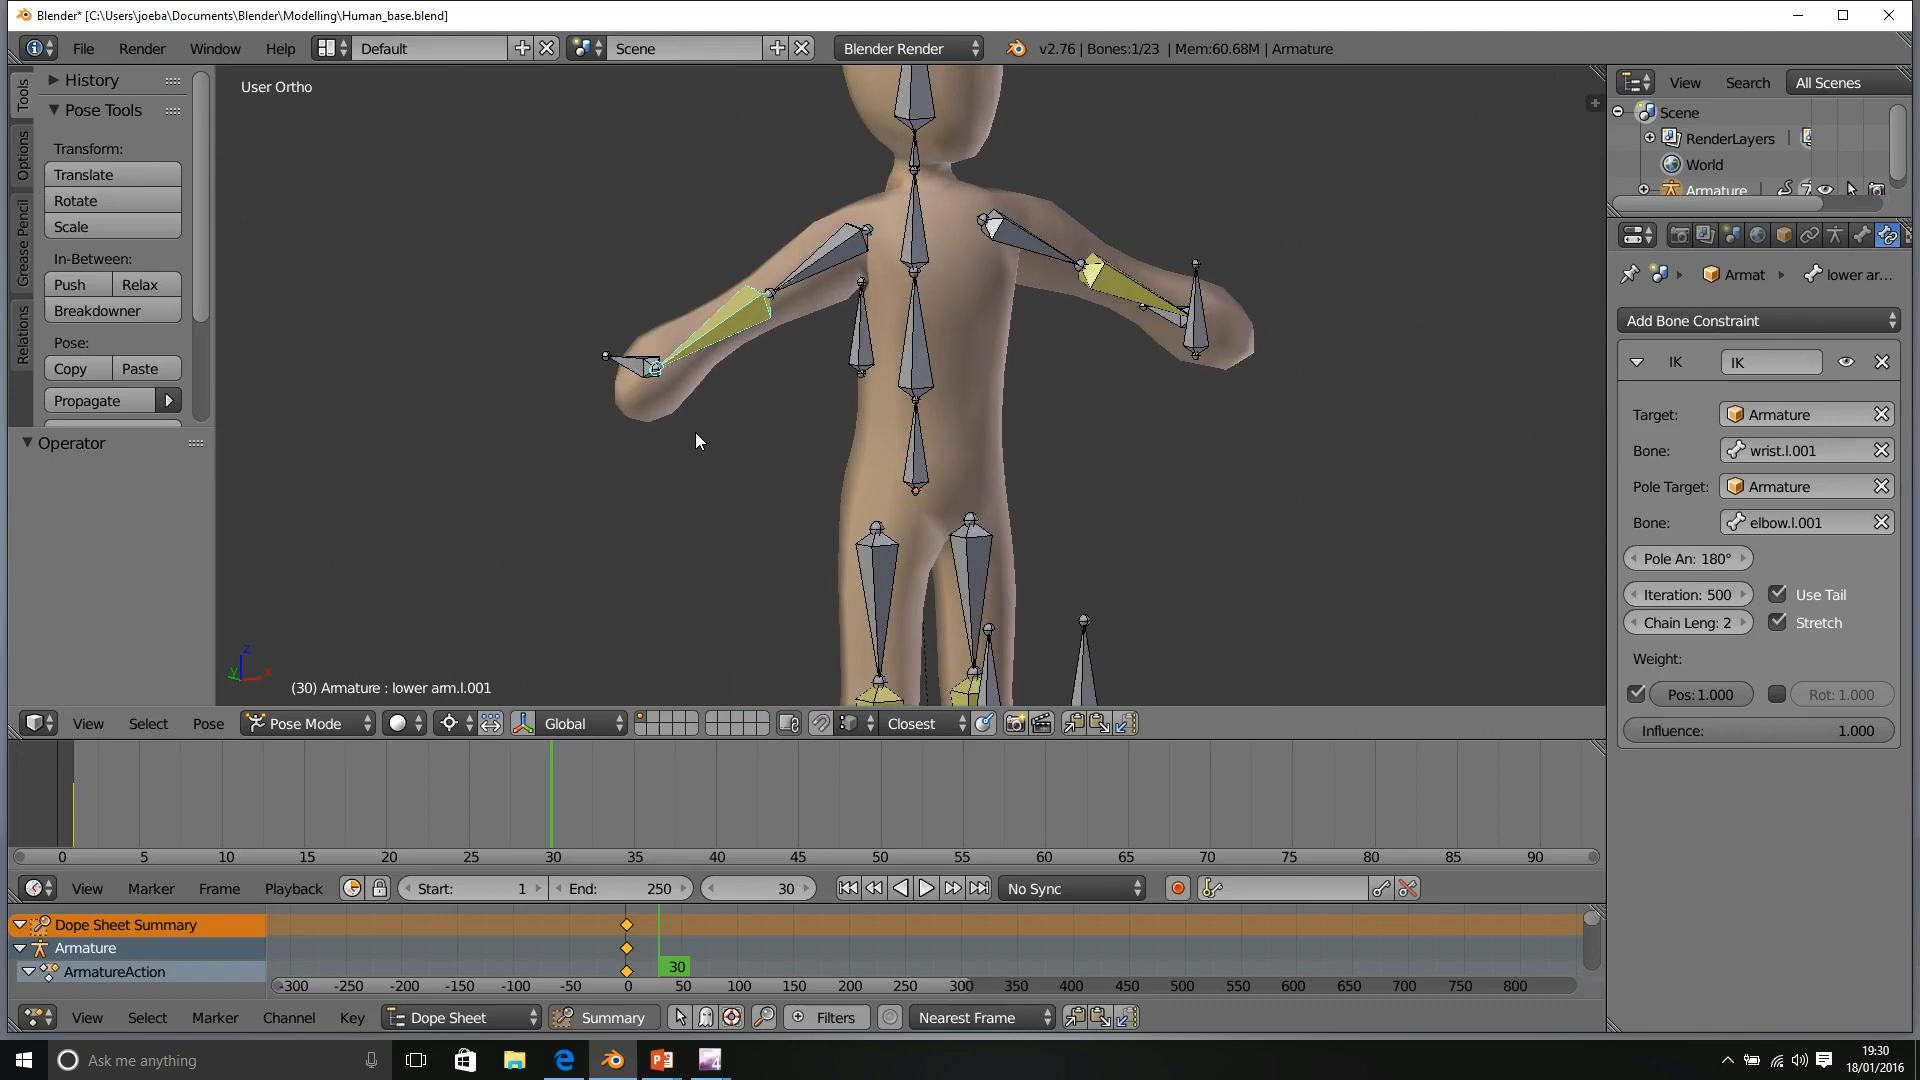 Blender* [C:\Users\joeba\Documents\Blender\Modelling\Human_base.blend]
File Render Window Help Default Scene Blender Render v2.76 | Bones:1/23 | Mem:60.68M | Armature
Tools
Options
Grease Pencil
Relations
History
Pose Tools
Transform:
Translate
Rotate
Scale
In-Between:
Push Relax
Breakdowner
Pose:
Copy Paste
Propagate
Operator
User Ortho
z
y x
(30) Armature : lower arm.l.001
View Search All Scenes
Scene
RenderLayers
World
Armature
Armat lower ar...
Add Bone Constraint
IK IK
Target: Armature
Bone: wrist.l.001
Pole Target: Armature
Bone: elbow.l.001
Pole An: 180°
Iteration: 500 Use Tail
Chain Leng: 2 Stretch
Weight:
Pos: 1.000 Rot: 1.000
Influence: 1.000
View Select Pose Pose Mode Global Closest
0 5 10 15 20 25 30 35 40 45 50 55 60 65 70 75 80 85 90
View Marker Frame Playback Start: 1 End: 250 30 No Sync
Dope Sheet Summary
Armature
ArmatureAction
30
-300 -250 -200 -150 -100 -50 0 50 100 150 200 250 300 350 400 450 500 550 600 650 700 750 800
View Select Marker Channel Key Dope Sheet Summary Filters Nearest Frame
Ask me anything
19:30
18/01/2016